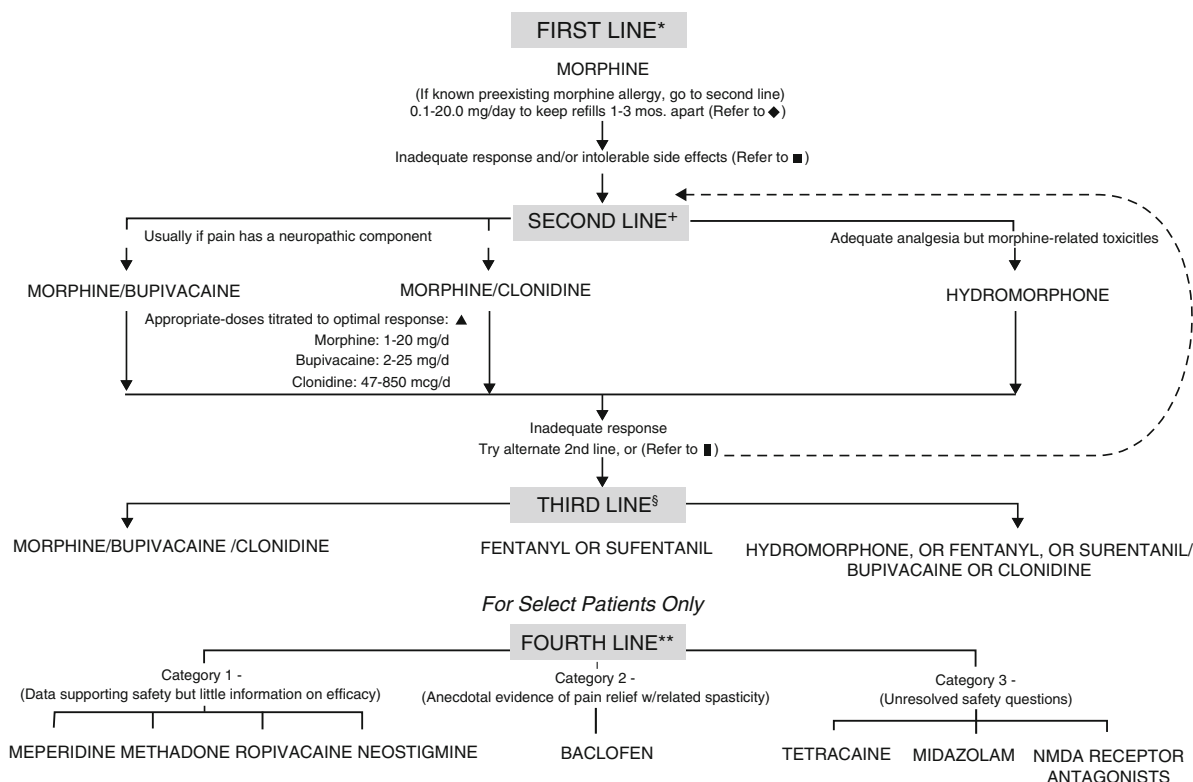 FIRST LINE*
MORPHINE
(If known preexisting morphine allergy, go to second line)
0.1-20.0 mg/day to keep refills 1-3 mos. apart (Refer to ◆)
Inadequate response and/or intolerable side effects (Refer to ■)
SECOND LINE+
Usually if pain has a neuropathic component
Adequate analgesia but morphine-related toxicitles
MORPHINE/BUPIVACAINE
MORPHINE/CLONIDINE
HYDROMORPHONE
Appropriate-doses titrated to optimal response: ▲
Morphine: 1-20 mg/d
Bupivacaine: 2-25 mg/d
Clonidine: 47-850 mcg/d
Inadequate response
Try alternate 2nd line, or (Refer to ▮)
THIRD LINE§
MORPHINE/BUPIVACAINE /CLONIDINE
FENTANYL OR SUFENTANIL
HYDROMORPHONE, OR FENTANYL, OR SURENTANIL/
BUPIVACAINE OR CLONIDINE
For Select Patients Only
FOURTH LINE**
Category 1 -
(Data supporting safety but little information on efficacy)
Category 2 -
(Anecdotal evidence of pain relief w/related spasticity)
Category 3 -
(Unresolved safety questions)
MEPERIDINE METHADONE ROPIVACAINE NEOSTIGMINE
BACLOFEN
TETRACAINE
MIDAZOLAM
NMDA RECEPTOR
ANTAGONISTS